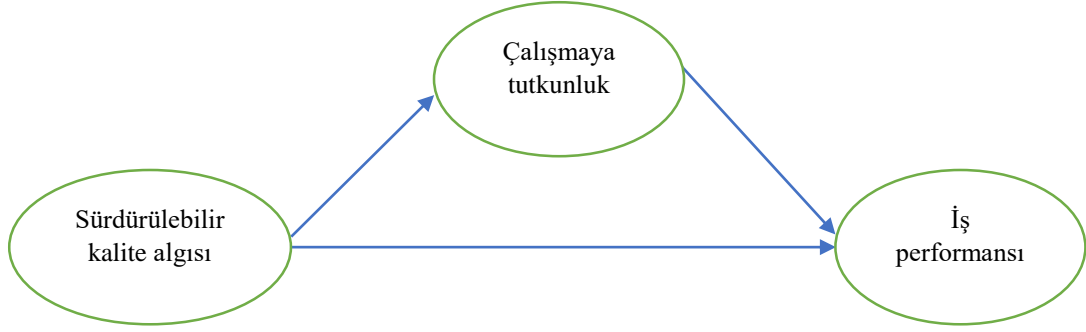 Çalışmaya
tutkunluk
Sürdürülebilir
kalite algısı
İş
performansı